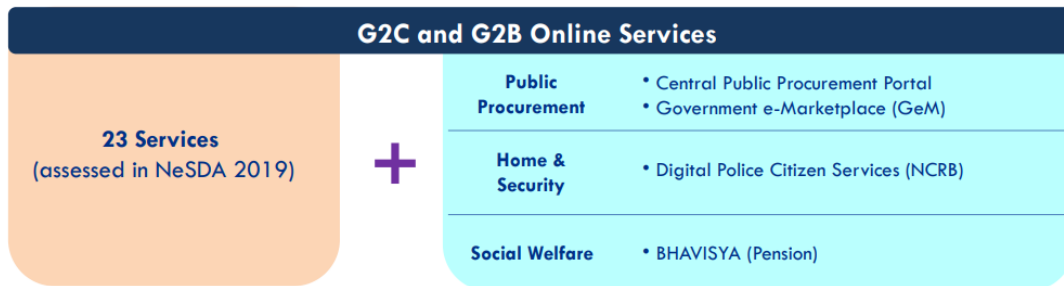 G2C and G2B Online Services
23 Services
(assessed in NeSDA 2019)
+
Public
Procurement
• Central Public Procurement Portal
• Government e-Marketplace (GeM)
Home &
Security
• Digital Police Citizen Services (NCRB)
Social Welfare
• BHAVISYA (Pension)